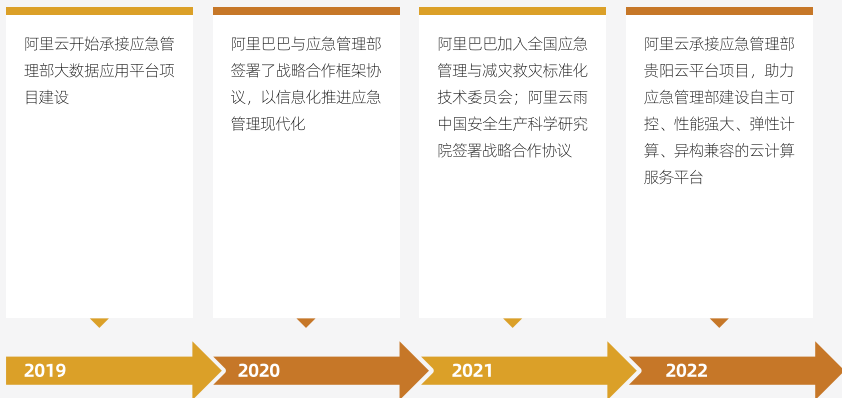 阿里云开始承接应急管
理部大数据应用平台项
目建设
阿里巴巴与应急管理部
签署了战略合作框架协
议，以信息化推进应急
管理现代化
阿里巴巴加入全国应急
管理与减灾救灾标准化
技术委员会；阿里云雨
中国安全生产科学研究
院签署战略合作协议
阿里云承接应急管理部
贵阳云平台项目，助力
应急管理部建设自主可
控、性能强大、弹性计
算、异构兼容的云计算
服务平台
2019
2020
2021
2022